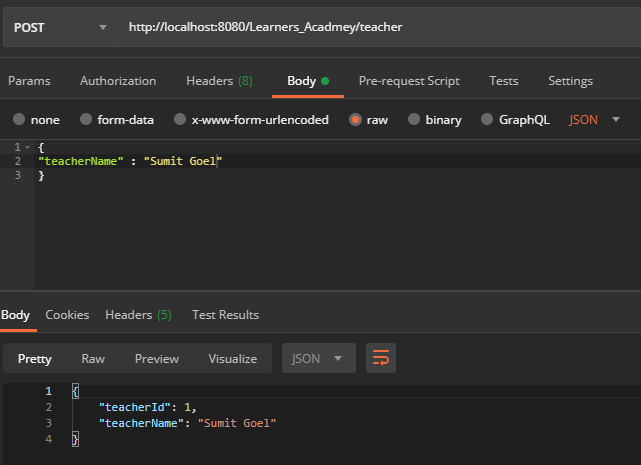 POST http://localhost:8080/Learners_Acadmey/teacher
Params Authorization Headers (8) Body Pre-request Script Tests Settings
none form-data x-www-form-urlencoded raw binary GraphQL JSON
1 {
2 "teacherName" : "Sumit Goel"
3 }
Body Cookies Headers (5) Test Results
Pretty Raw Preview Visualize JSON
1 {
2 "teacherId": 1,
3 "teacherName": "Sumit Goel"
4 }